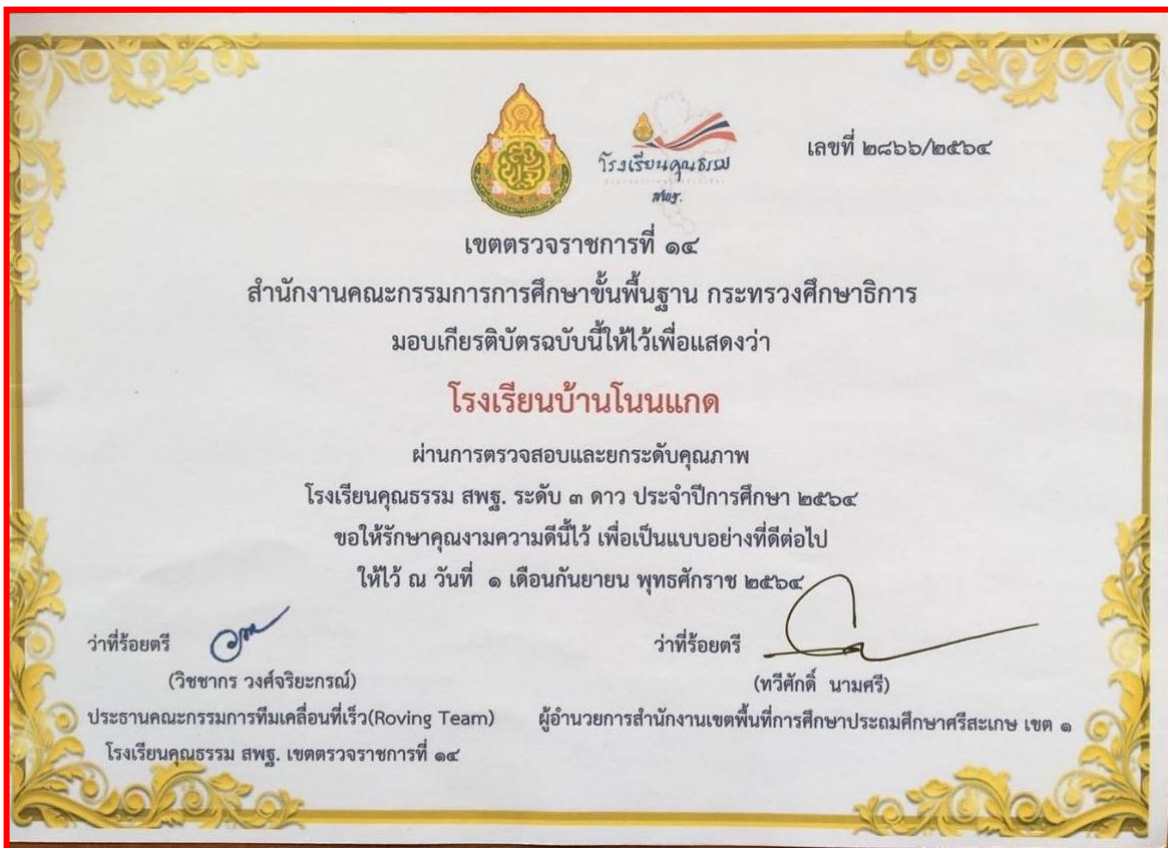 โรงเรียนคุณธรรม
สพฐ.
เลขที่ ๒๘๖๖/๒๕๖๔
เขตตรวจราชการที่ ๑๔
สำนักงานคณะกรรมการการศึกษาขั้นพื้นฐาน กระทรวงศึกษาธิการ
มอบเกียรติบัตรฉบับนี้ให้ไว้เพื่อแสดงว่า
โรงเรียนบ้านโนนแกด
ผ่านการตรวจสอบและยกระดับคุณภาพ
โรงเรียนคุณธรรม สพฐ. ระดับ ๓ ดาว ประจำปีการศึกษา ๒๕๖๔
ขอให้รักษาคุณงามความดีนี้ไว้ เพื่อเป็นแบบอย่างที่ดีต่อไป
ให้ไว้ ณ วันที่ ๑ เดือนกันยายน พุทธศักราช ๒๕๖๔
ว่าที่ร้อยตรี
(วิชชากร วงศ์จริยะกรณ์)
ประธานคณะกรรมการทีมเคลื่อนที่เร็ว(Roving Team)
โรงเรียนคุณธรรม สพฐ. เขตตรวจราชการที่ ๑๔
ว่าที่ร้อยตรี
(ทวีศักดิ์ นามศรี)
ผู้อำนวยการสำนักงานเขตพื้นที่การศึกษาประถมศึกษาศรีสะเกษ เขต ๑